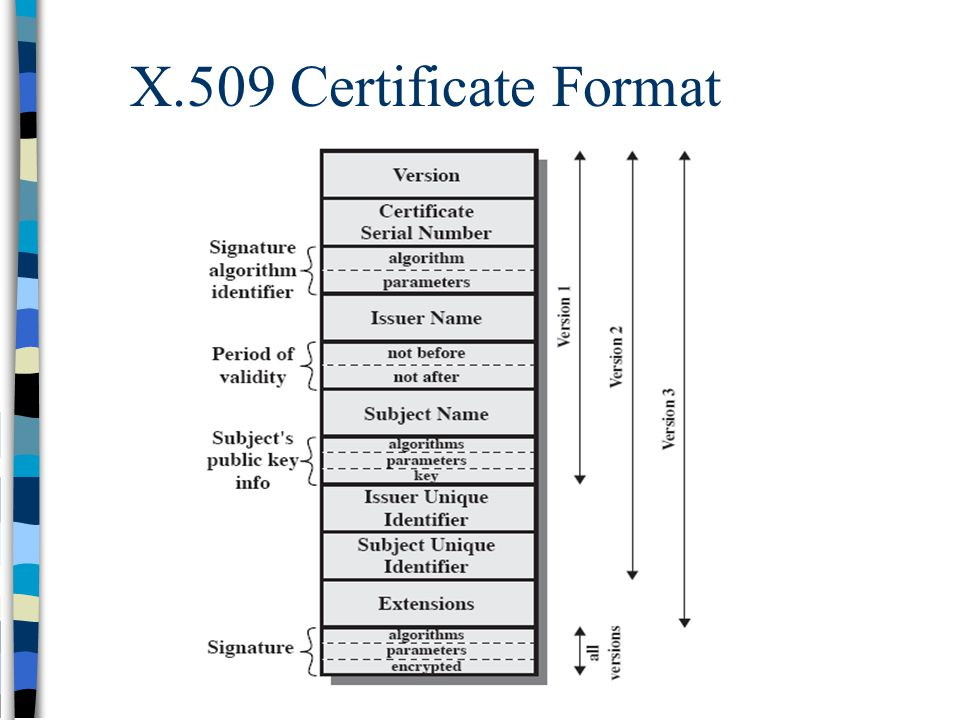 X.509 Certificate Format
Version
Certificate
Serial Number
Signature
algorithm
identifier
algorithm
parameters
Issuer Name
Period of
validity
not before
not after
Subject Name
Subject's
public key
info
algorithms
parameters
key
Issuer Unique
Identifier
Subject Unique
Identifier
Extensions
Signature
algorithms
parameters
encrypted
Version 1
Version 2
Version 3
all
versions